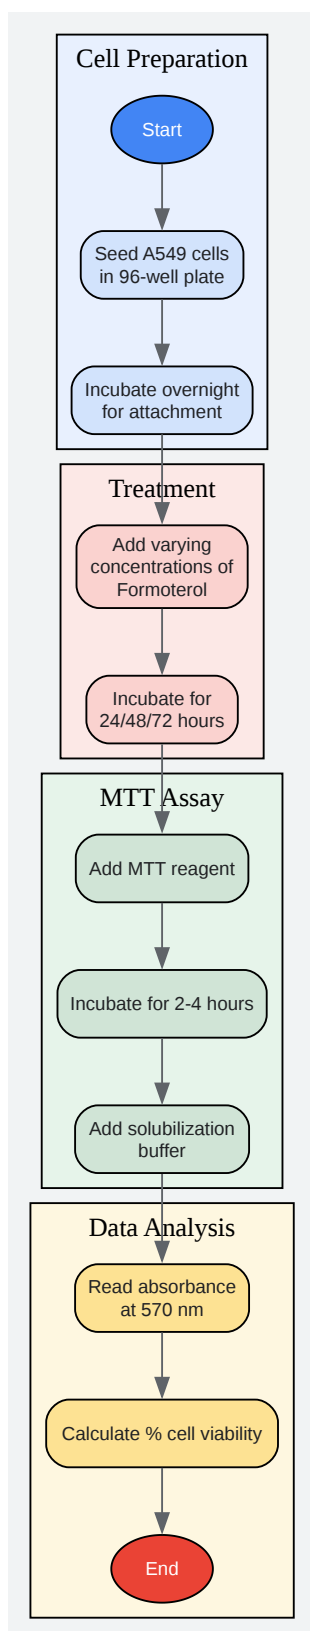 Cell Preparation
Start
Seed A549 cells
in 96-well plate
Incubate overnight
for attachment
Treatment
Add varying
concentrations of
Formoterol
Incubate for
24/48/72 hours
MTT Assay
Add MTT reagent
Incubate for 2-4 hours
Add solubilization
buffer
Data Analysis
Read absorbance
at 570 nm
Calculate % cell viability
End